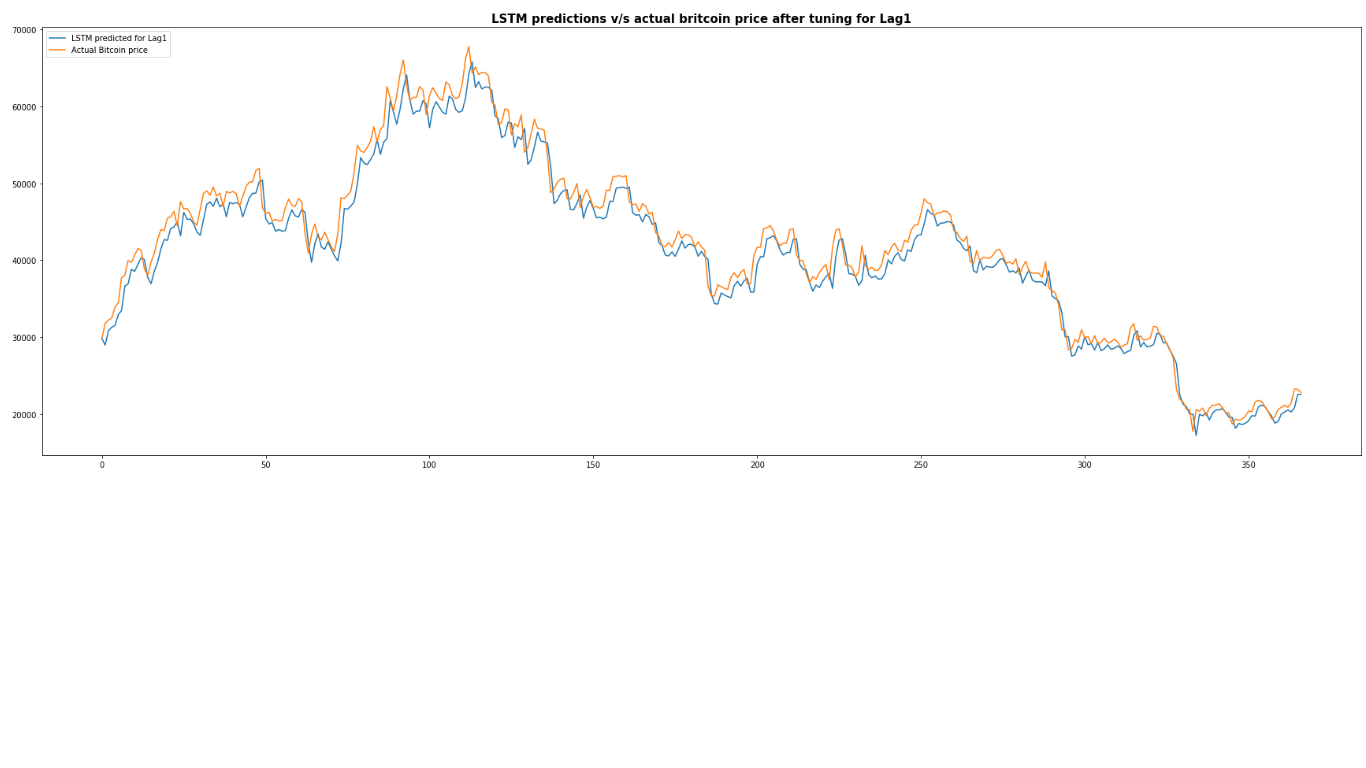 LSTM predictions v/s actual britcoin price after tuning for Lag1
70000
LSTM predicted for Lag1
Actual Bitcoin price
60000
50000
40000
30000
20000
0 50 100 150 200 250 300 350